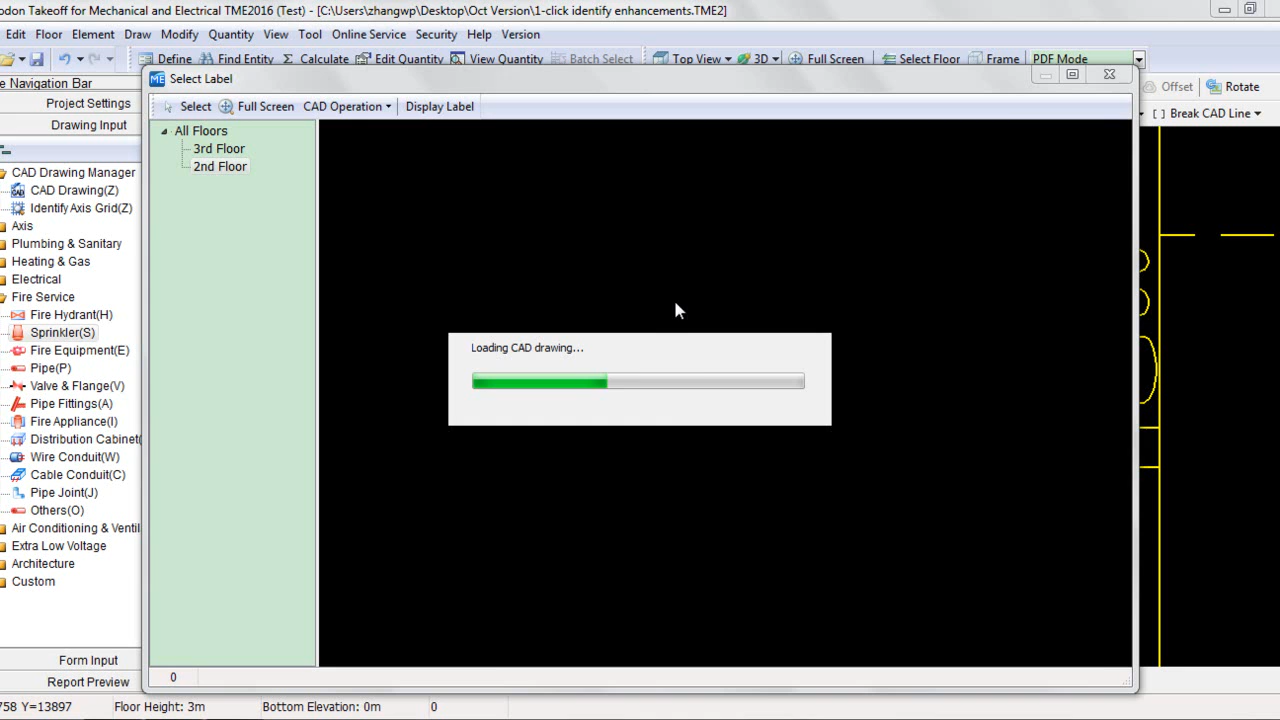 odon Takeoff for Mechanical and Electrical TME2016 (Test) - [C:\Users\zhangwp\Desktop\Oct Version\1-click identify enhancements.TME2]
Edit Floor Element Draw Modify Quantity View Tool Online Service Security Help Version
Define Find Entity Σ Calculate Edit Quantity View Quantity Batch Select Top View 3D Full Screen Select Floor Frame PDF Mode
e Navigation Bar
Select Label
Project Settings
Select Full Screen CAD Operation Display Label
Offset Rotate
Break CAD Line
Drawing Input
All Floors
3rd Floor
2nd Floor
CAD Drawing Manager
CAD Drawing(Z)
Identify Axis Grid(Z)
Axis
Plumbing & Sanitary
Heating & Gas
Electrical
Fire Service
Fire Hydrant(H)
Sprinkler(S)
Fire Equipment(E)
Pipe(P)
Valve & Flange(V)
Pipe Fittings(A)
Fire Appliance(I)
Distribution Cabinet(
Wire Conduit(W)
Cable Conduit(C)
Pipe Joint(J)
Others(O)
Air Conditioning & Ventil
Extra Low Voltage
Architecture
Custom
Loading CAD drawing...
Form Input
Report Preview
0
758 Y=13897 Floor Height: 3m Bottom Elevation: 0m 0